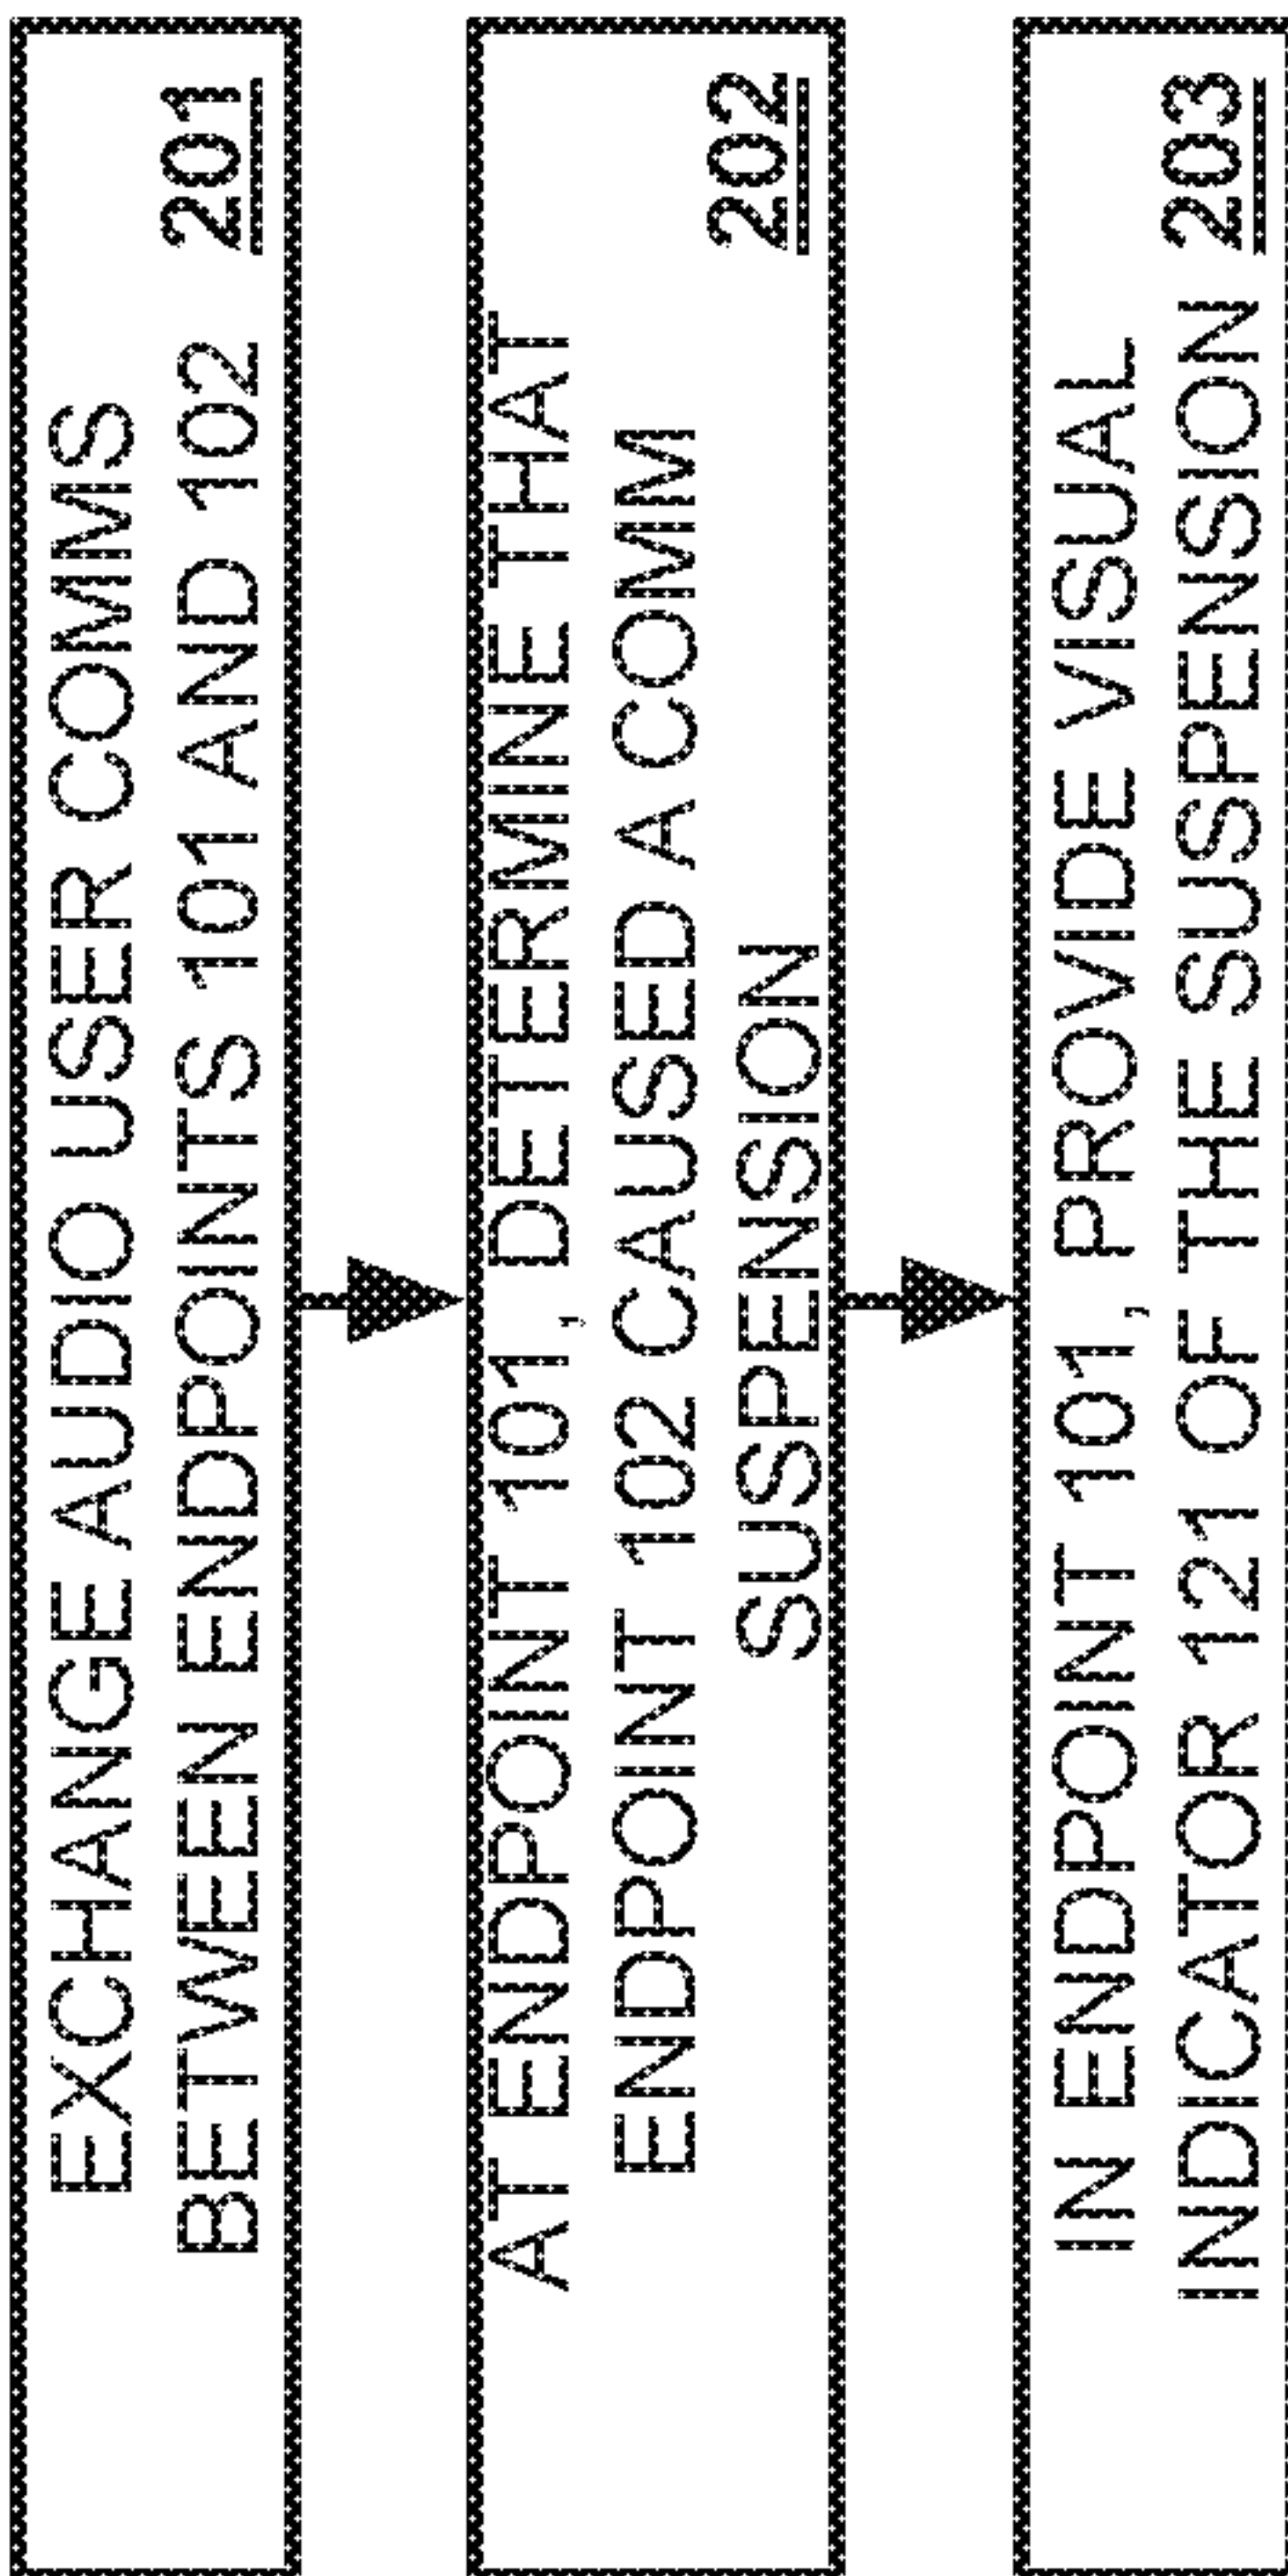 EXCHANGE AUDIO USER COMMS
BETWEEN ENDPOINTS 101 AND 102 201
AT ENDPOINT 101, DETERMINE THAT
ENDPOINT 102 CAUSED A COMM
SUSPENSION 202
IN ENDPOINT 101, PROVIDE VISUAL
INDICATOR 121 OF THE SUSPENSION 203